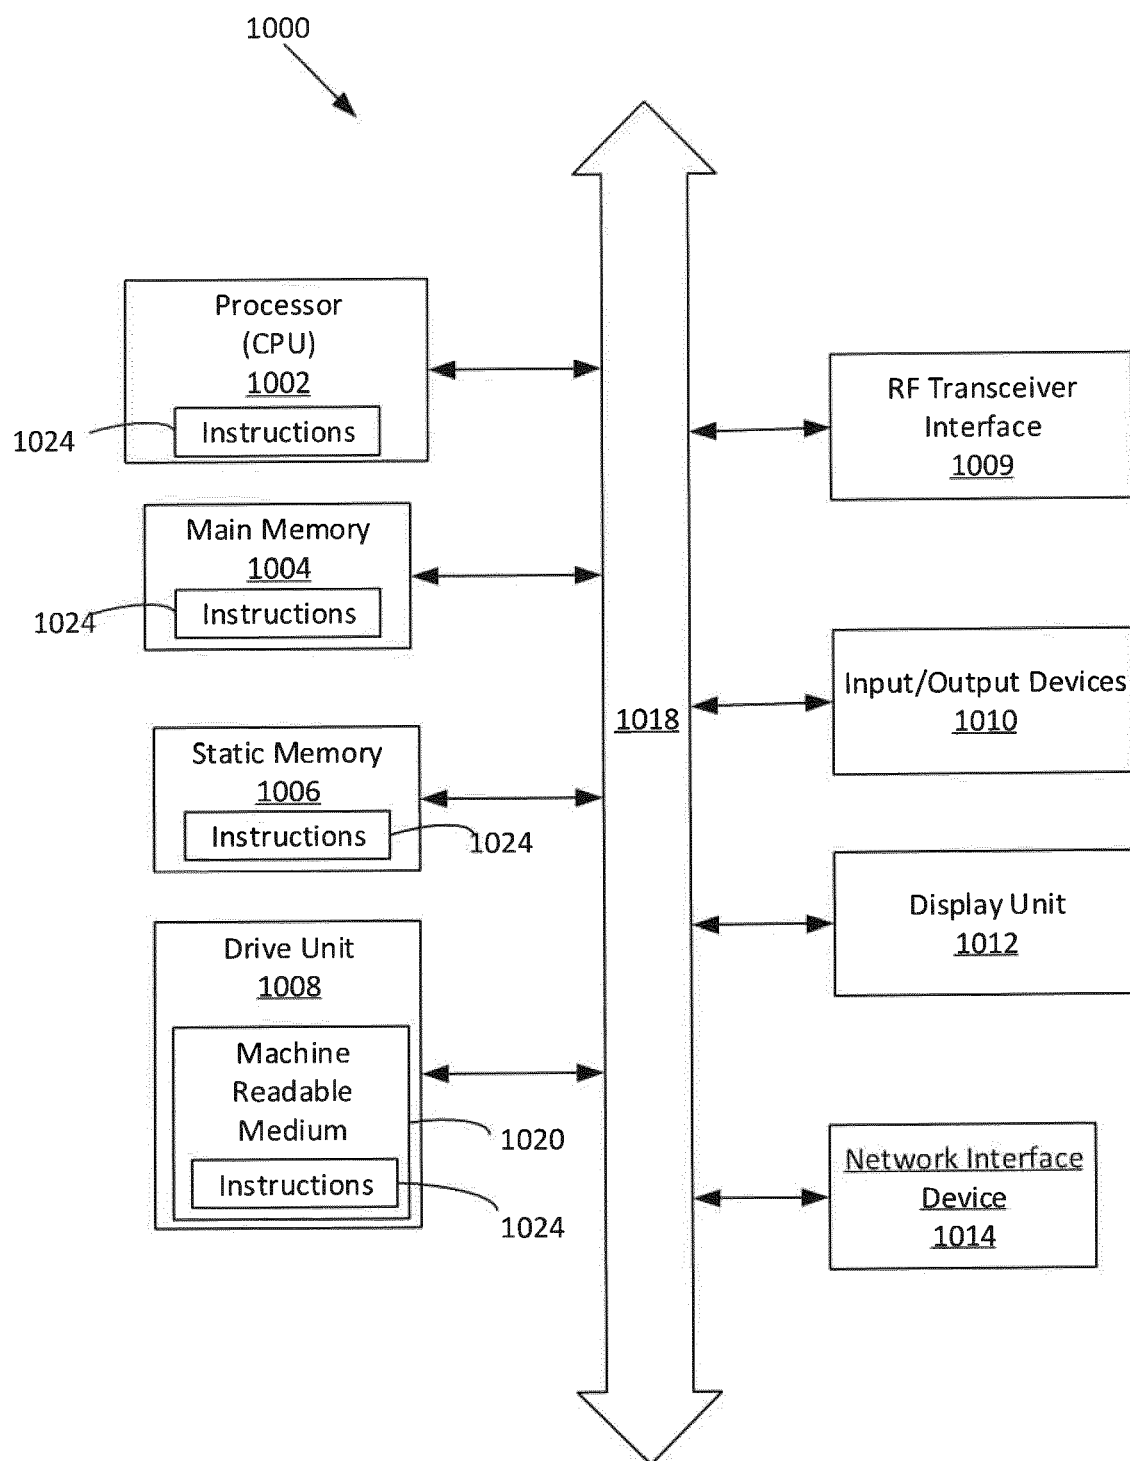 1000
Processor
(CPU)
1002
Instructions
1024
Main Memory
1004
Instructions
1024
Static Memory
1006
Instructions
1024
Drive Unit
1008
Machine
Readable
Medium
1020
Instructions
1024
1018
RF Transceiver
Interface
1009
Input/Output Devices
1010
Display Unit
1012
Network Interface
Device
1014